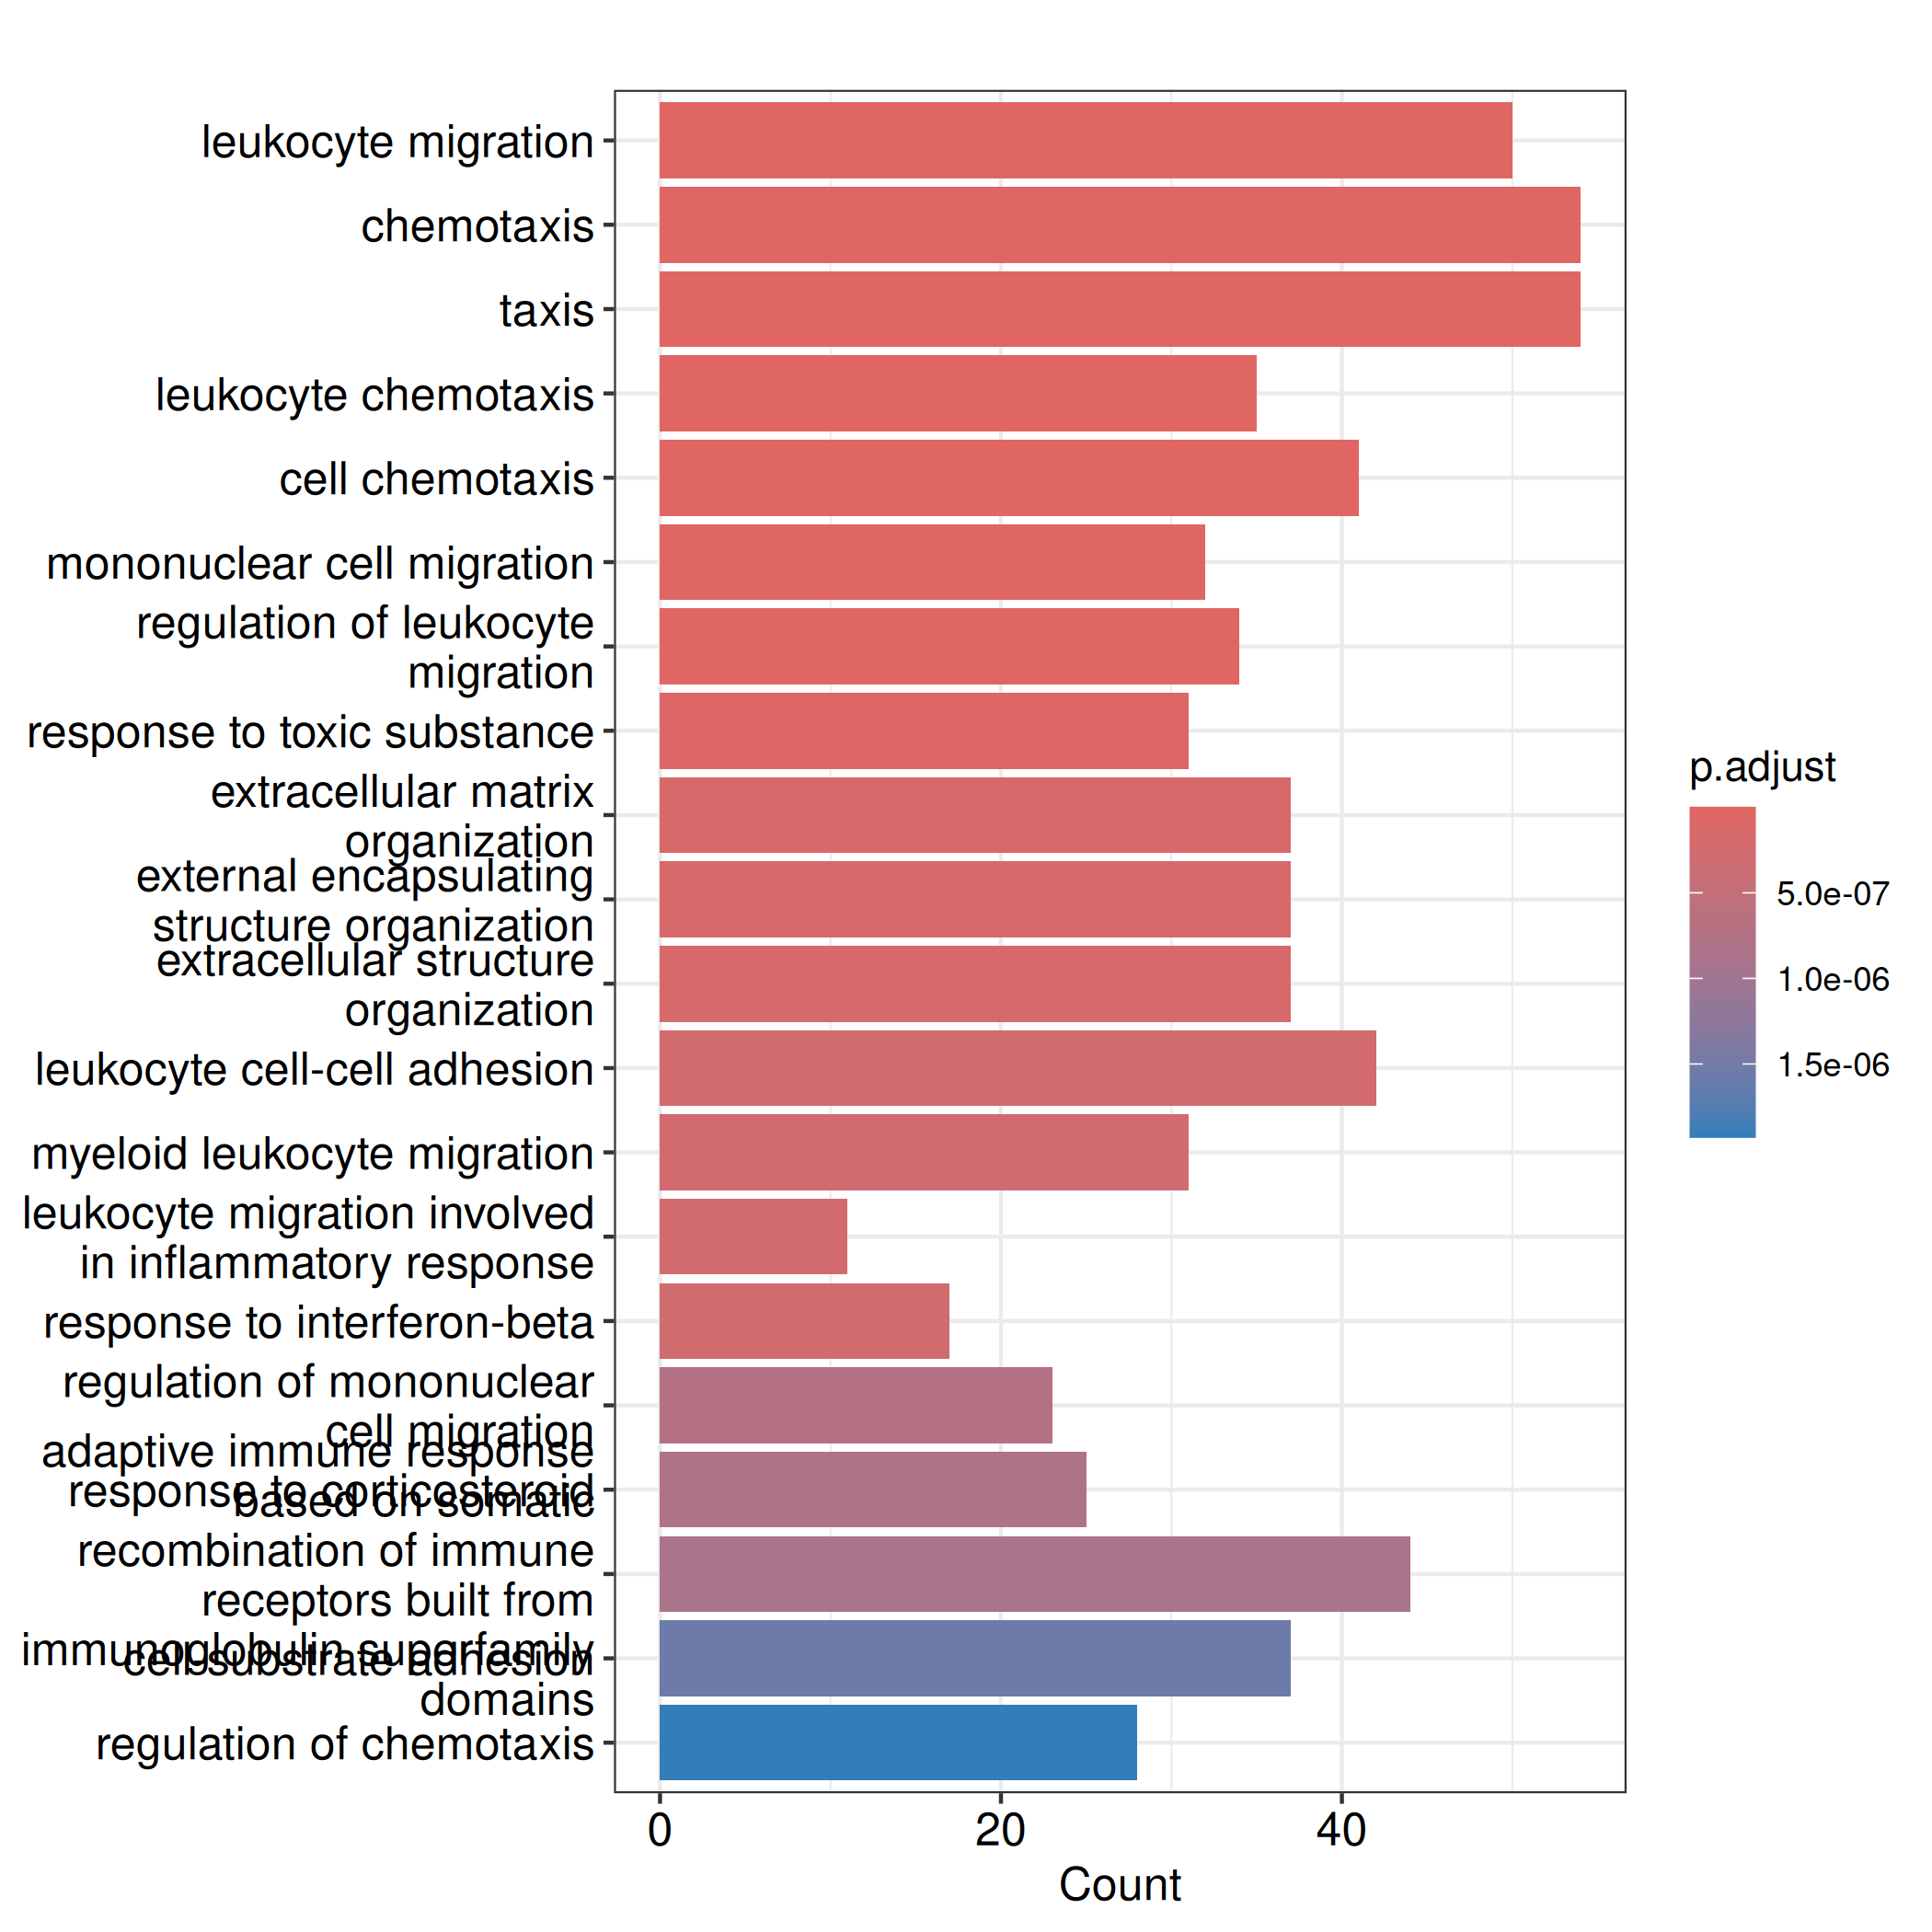 leukocyte migration
chemotaxis
taxis
leukocyte chemotaxis
cell chemotaxis
mononuclear cell migration
regulation of leukocyte
migration
response to toxic substance
extracellular matrix
organization
external encapsulating
structure organization
extracellular structure
organization
leukocyte cell-cell adhesion
myeloid leukocyte migration
leukocyte migration involved
in inflammatory response
response to interferon-beta
regulation of mononuclear
cell migration
response to corticosteroid
adaptive immune response
based on somatic
recombination of immune
receptors built from
immunoglobulin superfamily
domains
cell-substrate adhesion
regulation of chemotaxis
0
20
40
Count
p.adjust
5.0e-07
1.0e-06
1.5e-06